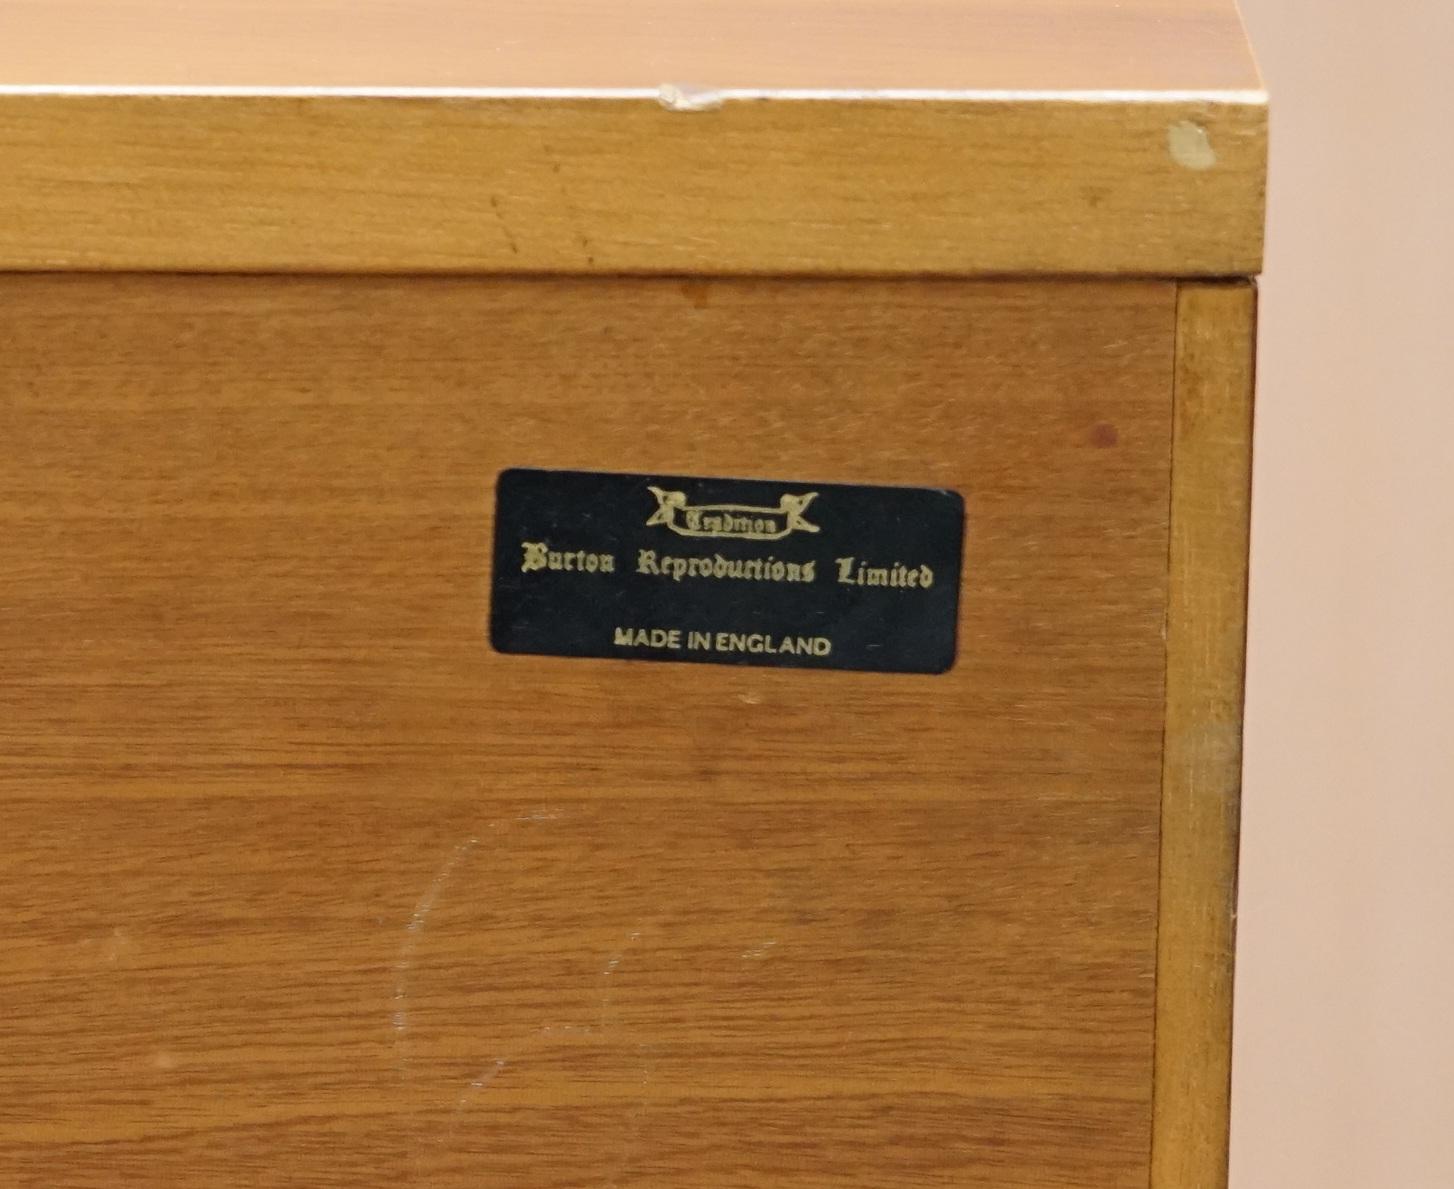 Tradition
Burton Reproductions Limited
MADE IN ENGLAND